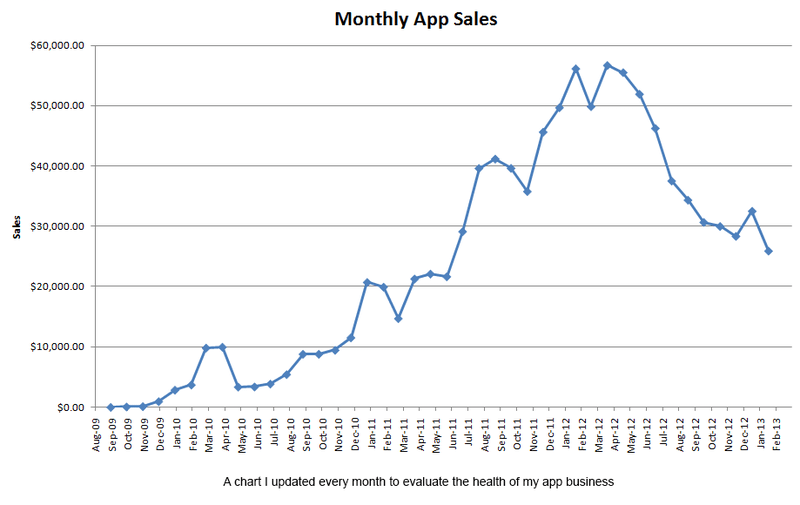 Monthly App Sales
$60,000.00
$50,000.00
$40,000.00
$30,000.00
$20,000.00
$10,000.00
$0.00
Sales
Aug-09
Sep-09
Oct-09
Nov-09
Dec-09
Jan-10
Feb-10
Mar-10
Apr-10
May-10
Jun-10
Jul-10
Aug-10
Sep-10
Oct-10
Nov-10
Dec-10
Jan-11
Feb-11
Mar-11
Apr-11
May-11
Jun-11
Jul-11
Aug-11
Sep-11
Oct-11
Nov-11
Dec-11
Jan-12
Feb-12
Mar-12
Apr-12
May-12
Jun-12
Jul-12
Aug-12
Sep-12
Oct-12
Nov-12
Dec-12
Jan-13
Feb-13
A chart I updated every month to evaluate the health of my app business